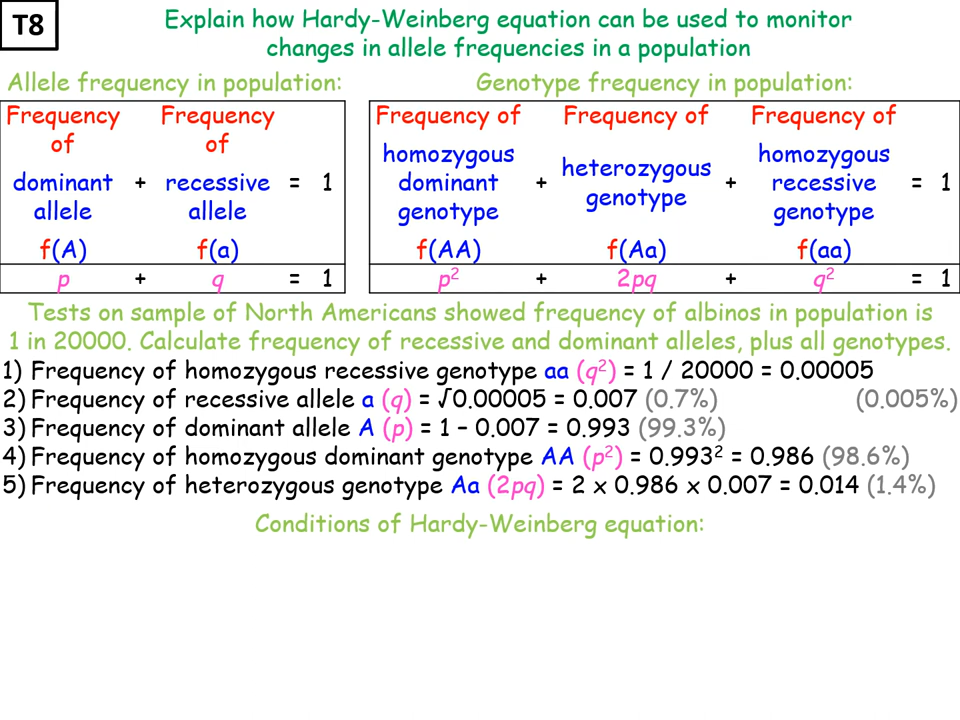 T8
Explain how Hardy-Weinberg equation can be used to monitor
changes in allele frequencies in a population
Allele frequency in population:
Frequency of dominant allele f(A) + Frequency of recessive allele f(a) = 1
p + q = 1
Genotype frequency in population:
Frequency of homozygous dominant genotype f(AA) + Frequency of heterozygous genotype f(Aa) + Frequency of homozygous recessive genotype f(aa) = 1
p² + 2pq + q² = 1
Tests on sample of North Americans showed frequency of albinos in population is
1 in 20000. Calculate frequency of recessive and dominant alleles, plus all genotypes.
1) Frequency of homozygous recessive genotype aa (q²) = 1 / 20000 = 0.00005
2) Frequency of recessive allele a (q) = √0.00005 = 0.007 (0.7%) (0.005%)
3) Frequency of dominant allele A (p) = 1 – 0.007 = 0.993 (99.3%)
4) Frequency of homozygous dominant genotype AA (p²) = 0.993² = 0.986 (98.6%)
5) Frequency of heterozygous genotype Aa (2pq) = 2 x 0.986 x 0.007 = 0.014 (1.4%)
Conditions of Hardy-Weinberg equation: